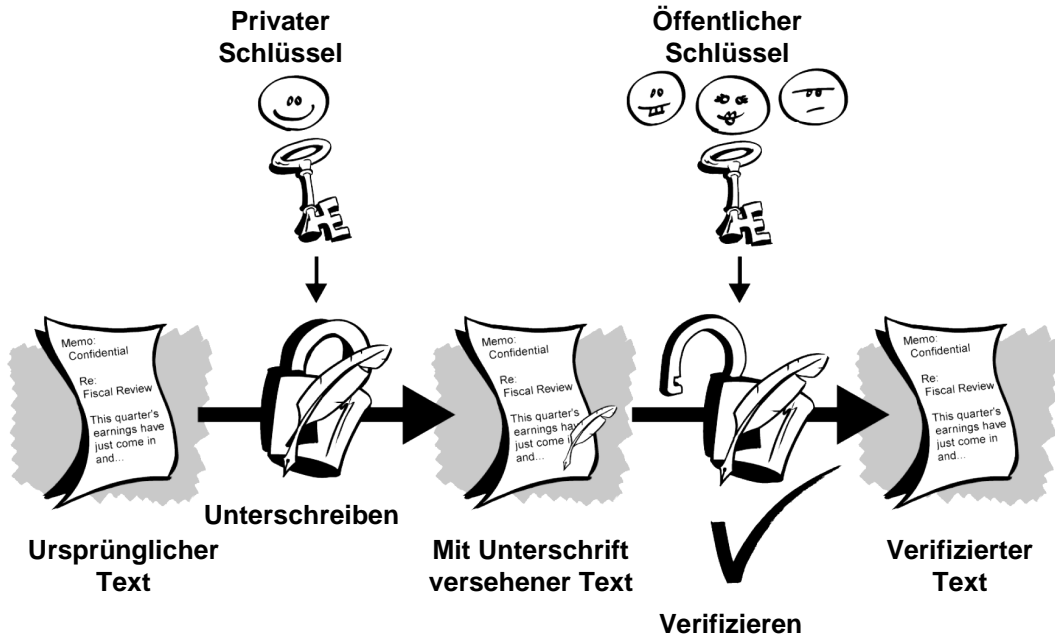 Privater
Schlüssel
Öffentlicher
Schlüssel
Memo:
Confidential
Re:
Fiscal Review
This quarter's
earnings have
just come in
and...
Memo:
Confidential
Re:
Fiscal Review
This quarter's
earnings hav
just come i
and...
Memo:
Confidential
Re:
Fiscal Review
This quarter's
earnings have
just come in
and...
Unterschreiben
Ursprünglicher
Text
Mit Unterschrift
versehener Text
Verifizierter
Text
Verifizieren